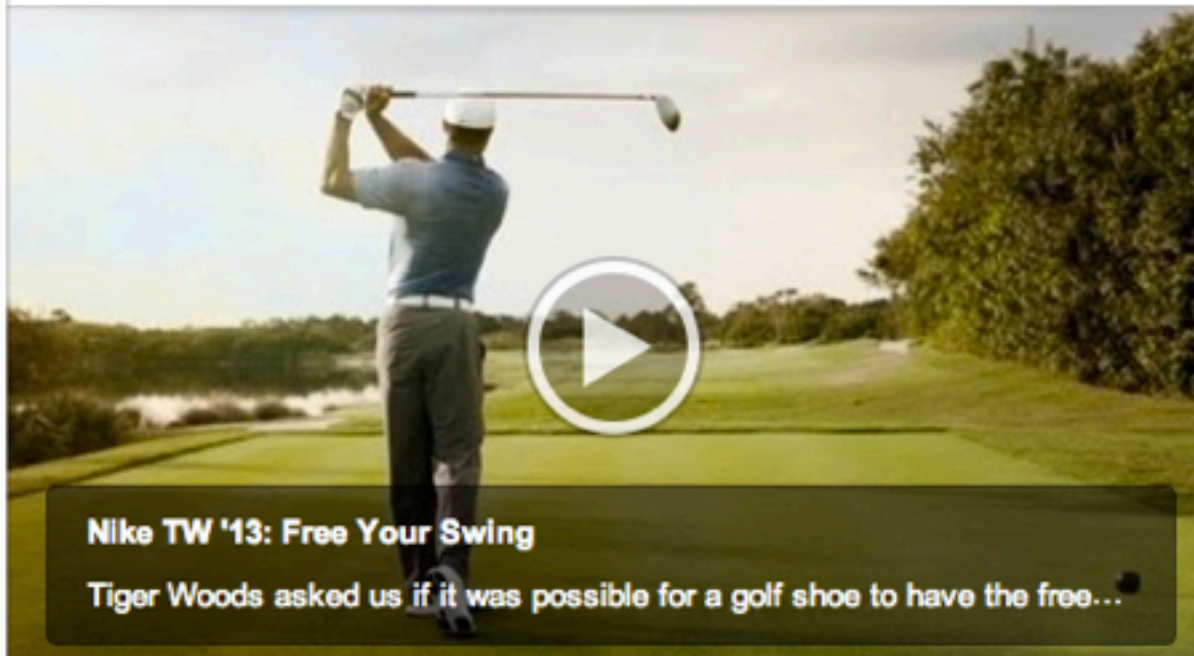 Nike TW '13: Free Your Swing
Tiger Woods asked us if it was possible for a golf shoe to have the free...